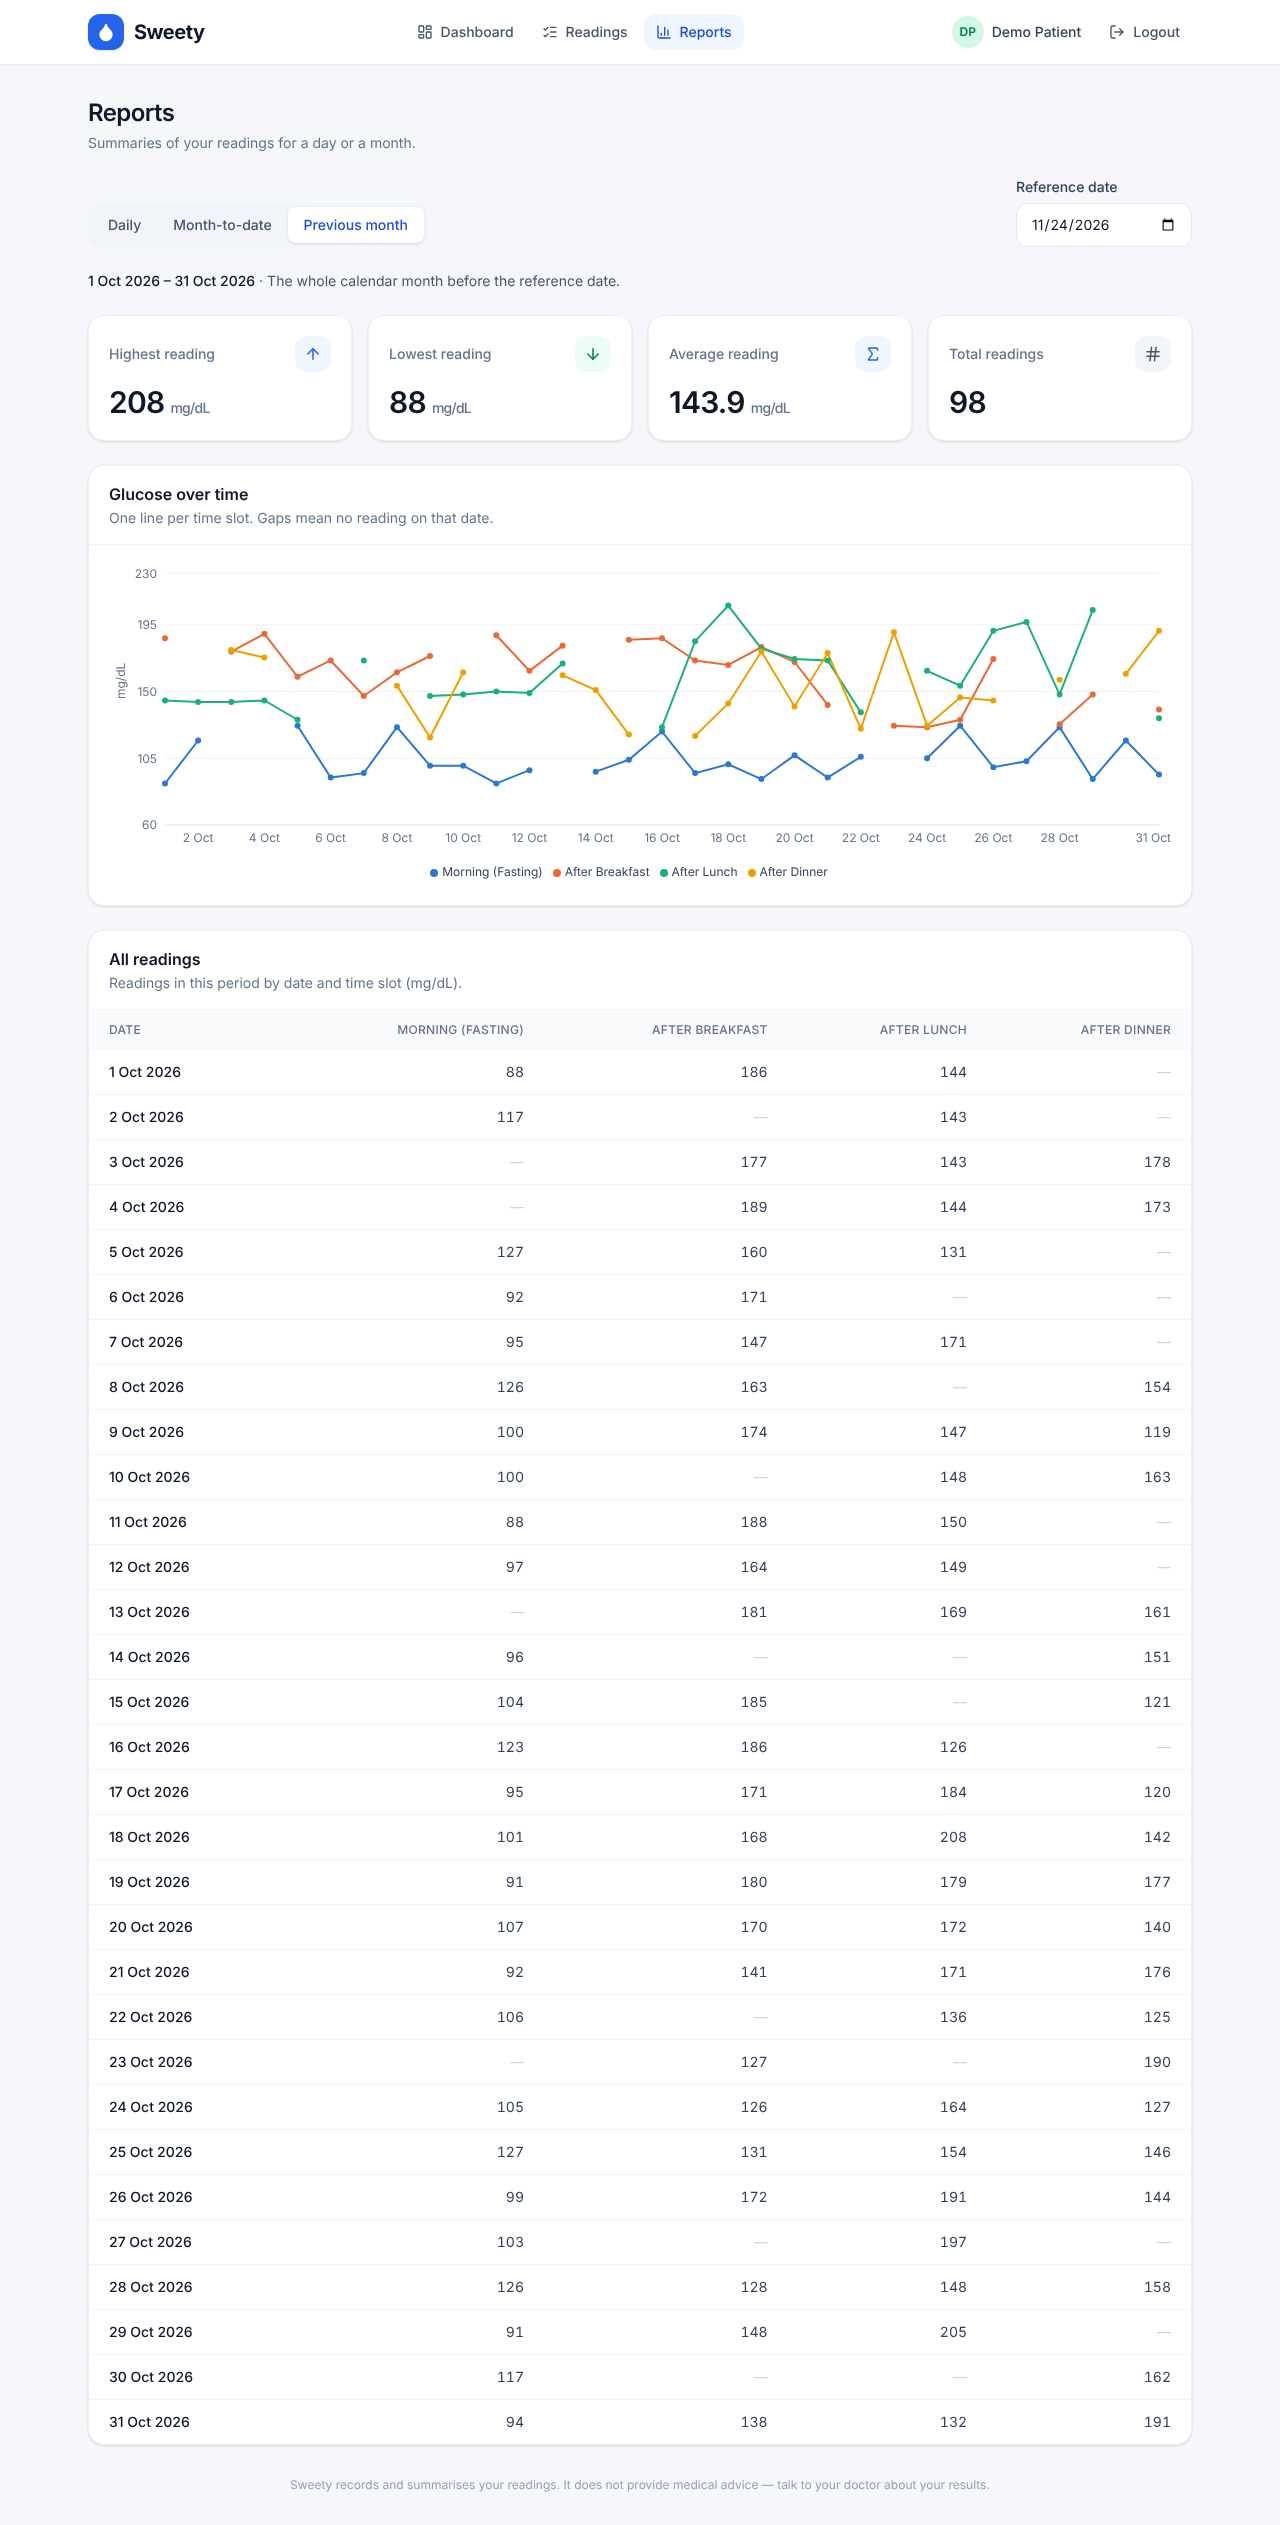 Sweety
Dashboard Readings Reports
DP Demo Patient Logout
Reports
Summaries of your readings for a day or a month.
Reference date
Daily Month-to-date Previous month 11/24/2026
1 Oct 2026 – 31 Oct 2026 · The whole calendar month before the reference date.
Highest reading
208 mg/dL
Lowest reading
88 mg/dL
Average reading
143.9 mg/dL
Total readings
98
Glucose over time
One line per time slot. Gaps mean no reading on that date.
mg/dL
230
195
150
105
60
2 Oct 4 Oct 6 Oct 8 Oct 10 Oct 12 Oct 14 Oct 16 Oct 18 Oct 20 Oct 22 Oct 24 Oct 26 Oct 28 Oct 31 Oct
Morning (Fasting) After Breakfast After Lunch After Dinner
All readings
Readings in this period by date and time slot (mg/dL).
DATE MORNING (FASTING) AFTER BREAKFAST AFTER LUNCH AFTER DINNER
1 Oct 2026 88 186 144 —
2 Oct 2026 117 — 143 —
3 Oct 2026 — 177 143 178
4 Oct 2026 — 189 144 173
5 Oct 2026 127 160 131 —
6 Oct 2026 92 171 — —
7 Oct 2026 95 147 171 —
8 Oct 2026 126 163 — 154
9 Oct 2026 100 174 147 119
10 Oct 2026 100 — 148 163
11 Oct 2026 88 188 150 —
12 Oct 2026 97 164 149 —
13 Oct 2026 — 181 169 161
14 Oct 2026 96 — — 151
15 Oct 2026 104 185 — 121
16 Oct 2026 123 186 126 —
17 Oct 2026 95 171 184 120
18 Oct 2026 101 168 208 142
19 Oct 2026 91 180 179 177
20 Oct 2026 107 170 172 140
21 Oct 2026 92 141 171 176
22 Oct 2026 106 — 136 125
23 Oct 2026 — 127 — 190
24 Oct 2026 105 126 164 127
25 Oct 2026 127 131 154 146
26 Oct 2026 99 172 191 144
27 Oct 2026 103 — 197 —
28 Oct 2026 126 128 148 158
29 Oct 2026 91 148 205 —
30 Oct 2026 117 — — 162
31 Oct 2026 94 138 132 191
Sweety records and summarises your readings. It does not provide medical advice — talk to your doctor about your results.